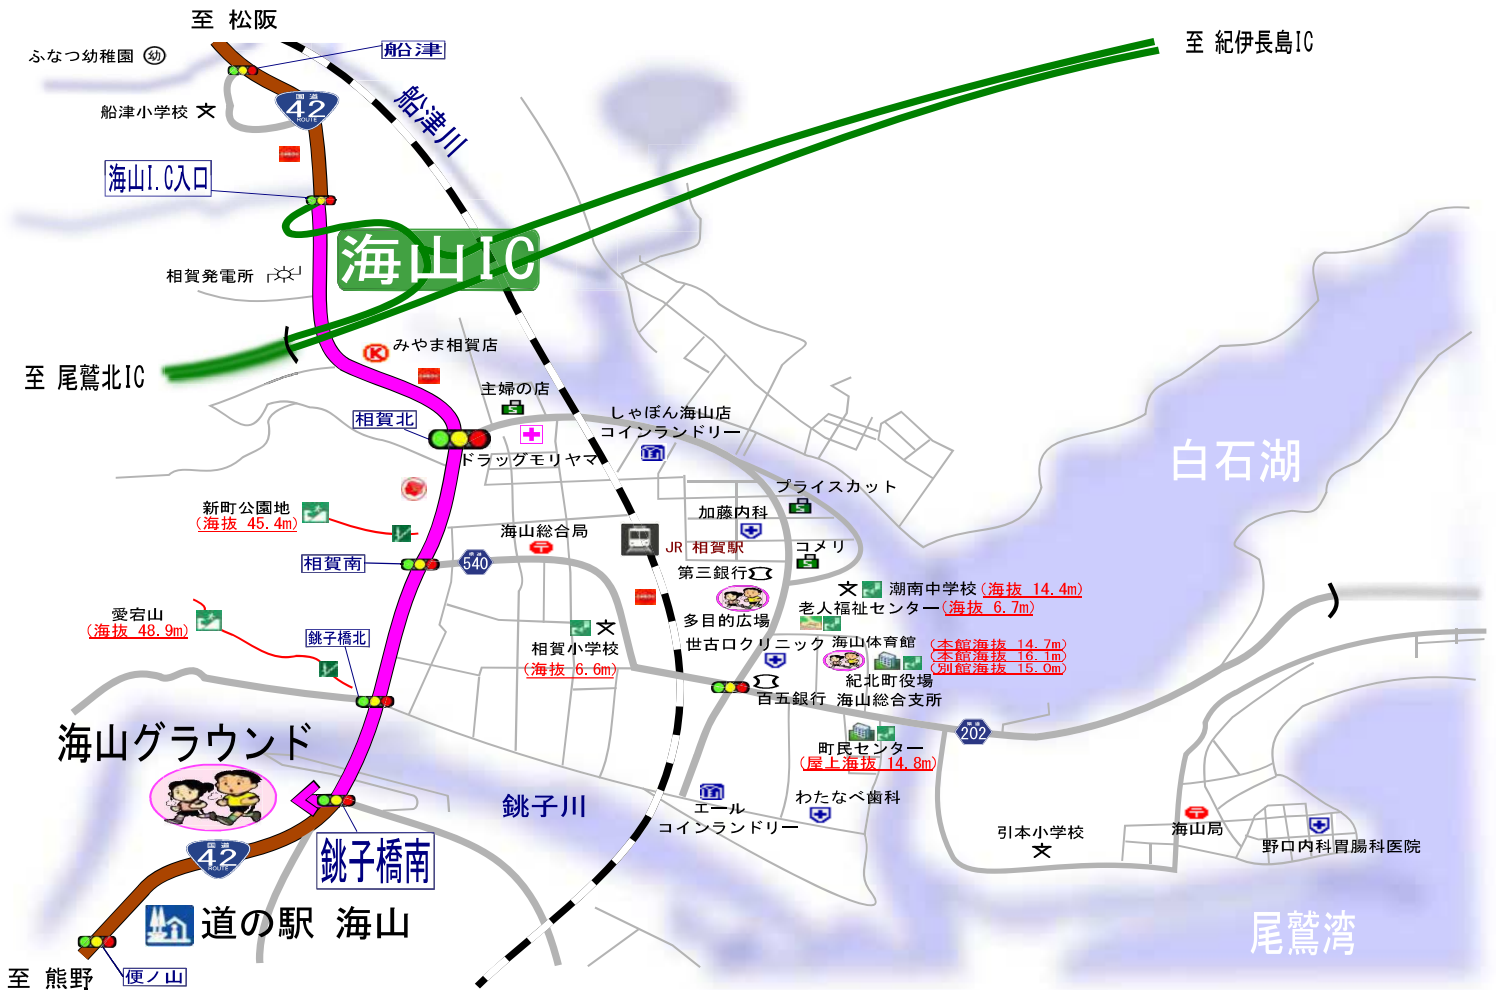 至 松阪
ふなつ幼稚園 幼
船津
至 紀伊長島IC
船津小学校
国道
42
ROUTE
船津川
海山I.C入口
相賀発電所
海山IC
至 尾鷲北IC
みやま相賀店
相賀北
主婦の店
S
しゃぼん海山店
コインランドリー
ドラッグモリヤマ
白石湖
プライスカット
S
新町公園地
(海抜 45.4m)
海山総合局
加藤内科
JR 相賀駅
コメリ
S
相賀南
540
第三銀行
多目的広場
潮南中学校 (海抜 14.4m)
老人福祉センター(海抜 6.7m)
愛宕山
(海抜 48.9m)
銚子橋北
相賀小学校
(海抜 6.6m)
世古口クリニック
海山体育館
(本館海抜 14.7m)
(本館海抜 16.1m)
(別館海抜 15.0m)
紀北町役場
海山総合支所
百五銀行
202
町民センター
(屋上海抜 14.8m)
海山グラウンド
銚子川
エール
コインランドリー
わたなべ歯科
引本小学校
海山局
野口内科胃腸科医院
国道
42
ROUTE
銚子橋南
道の駅 海山
尾鷲湾
至 熊野
便ノ山